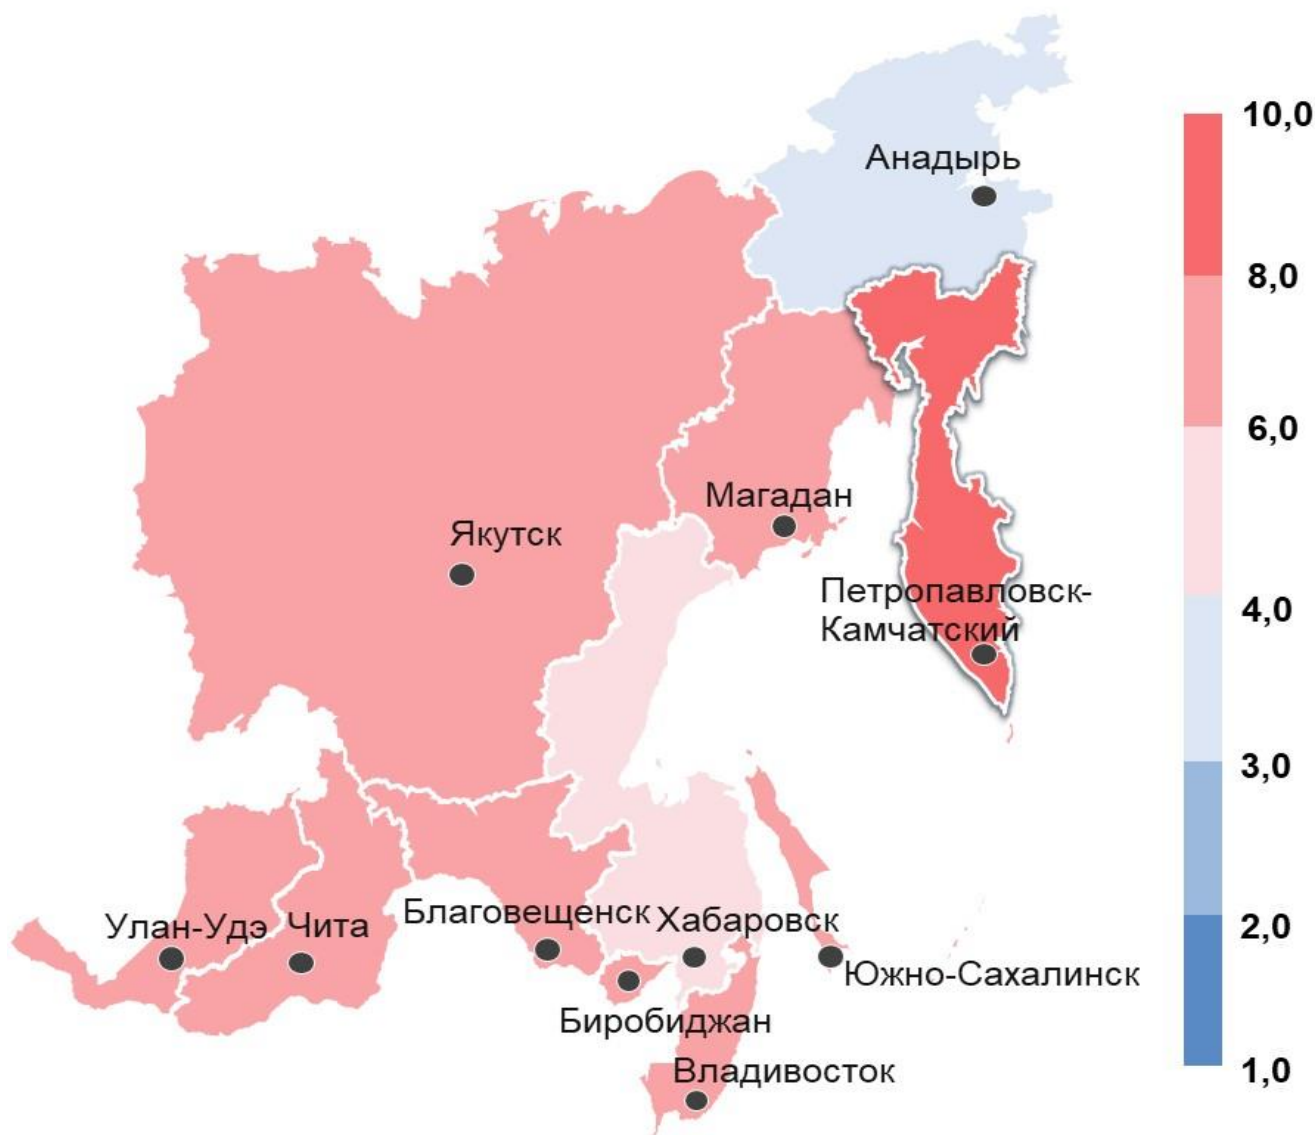 10,0
Анадырь
8,0
6,0
Магадан
Якутск
Петропавловск-
Камчатский
4,0
3,0
Благовещенск
Хабаровск
Улан-Удэ
Чита
2,0
Южно-Сахалинск
Биробиджан
Владивосток
1,0